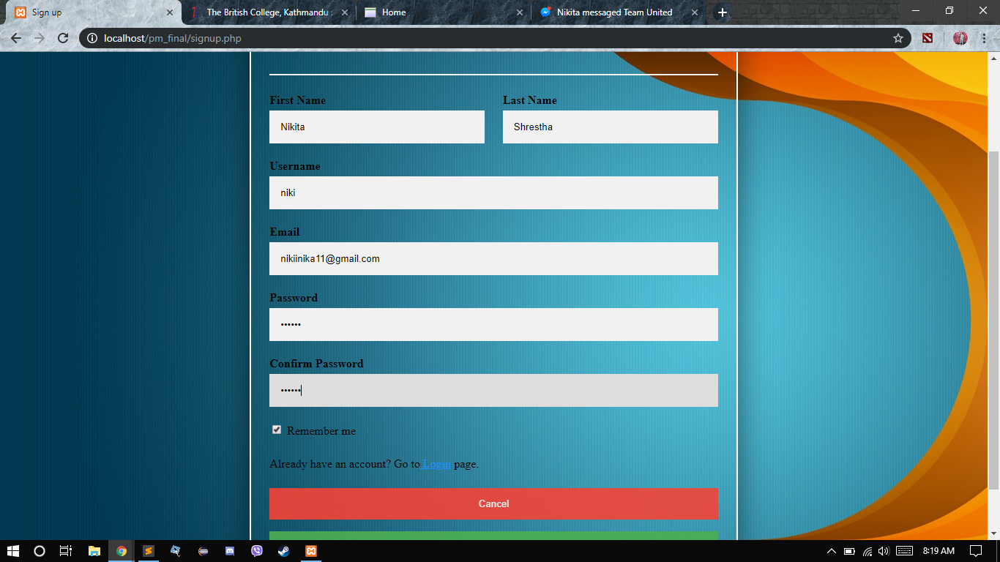 Sign up
The British College, Kathmandu
Home
Nikita messaged Team United
localhost/pm_final/signup.php
First Name
Last Name
Nikita
Shrestha
Username
niki
Email
nikiinika11@gmail.com
Password
••••••
Confirm Password
••••••
Remember me
Already have an account? Go to Login page.
Cancel
8:19 AM